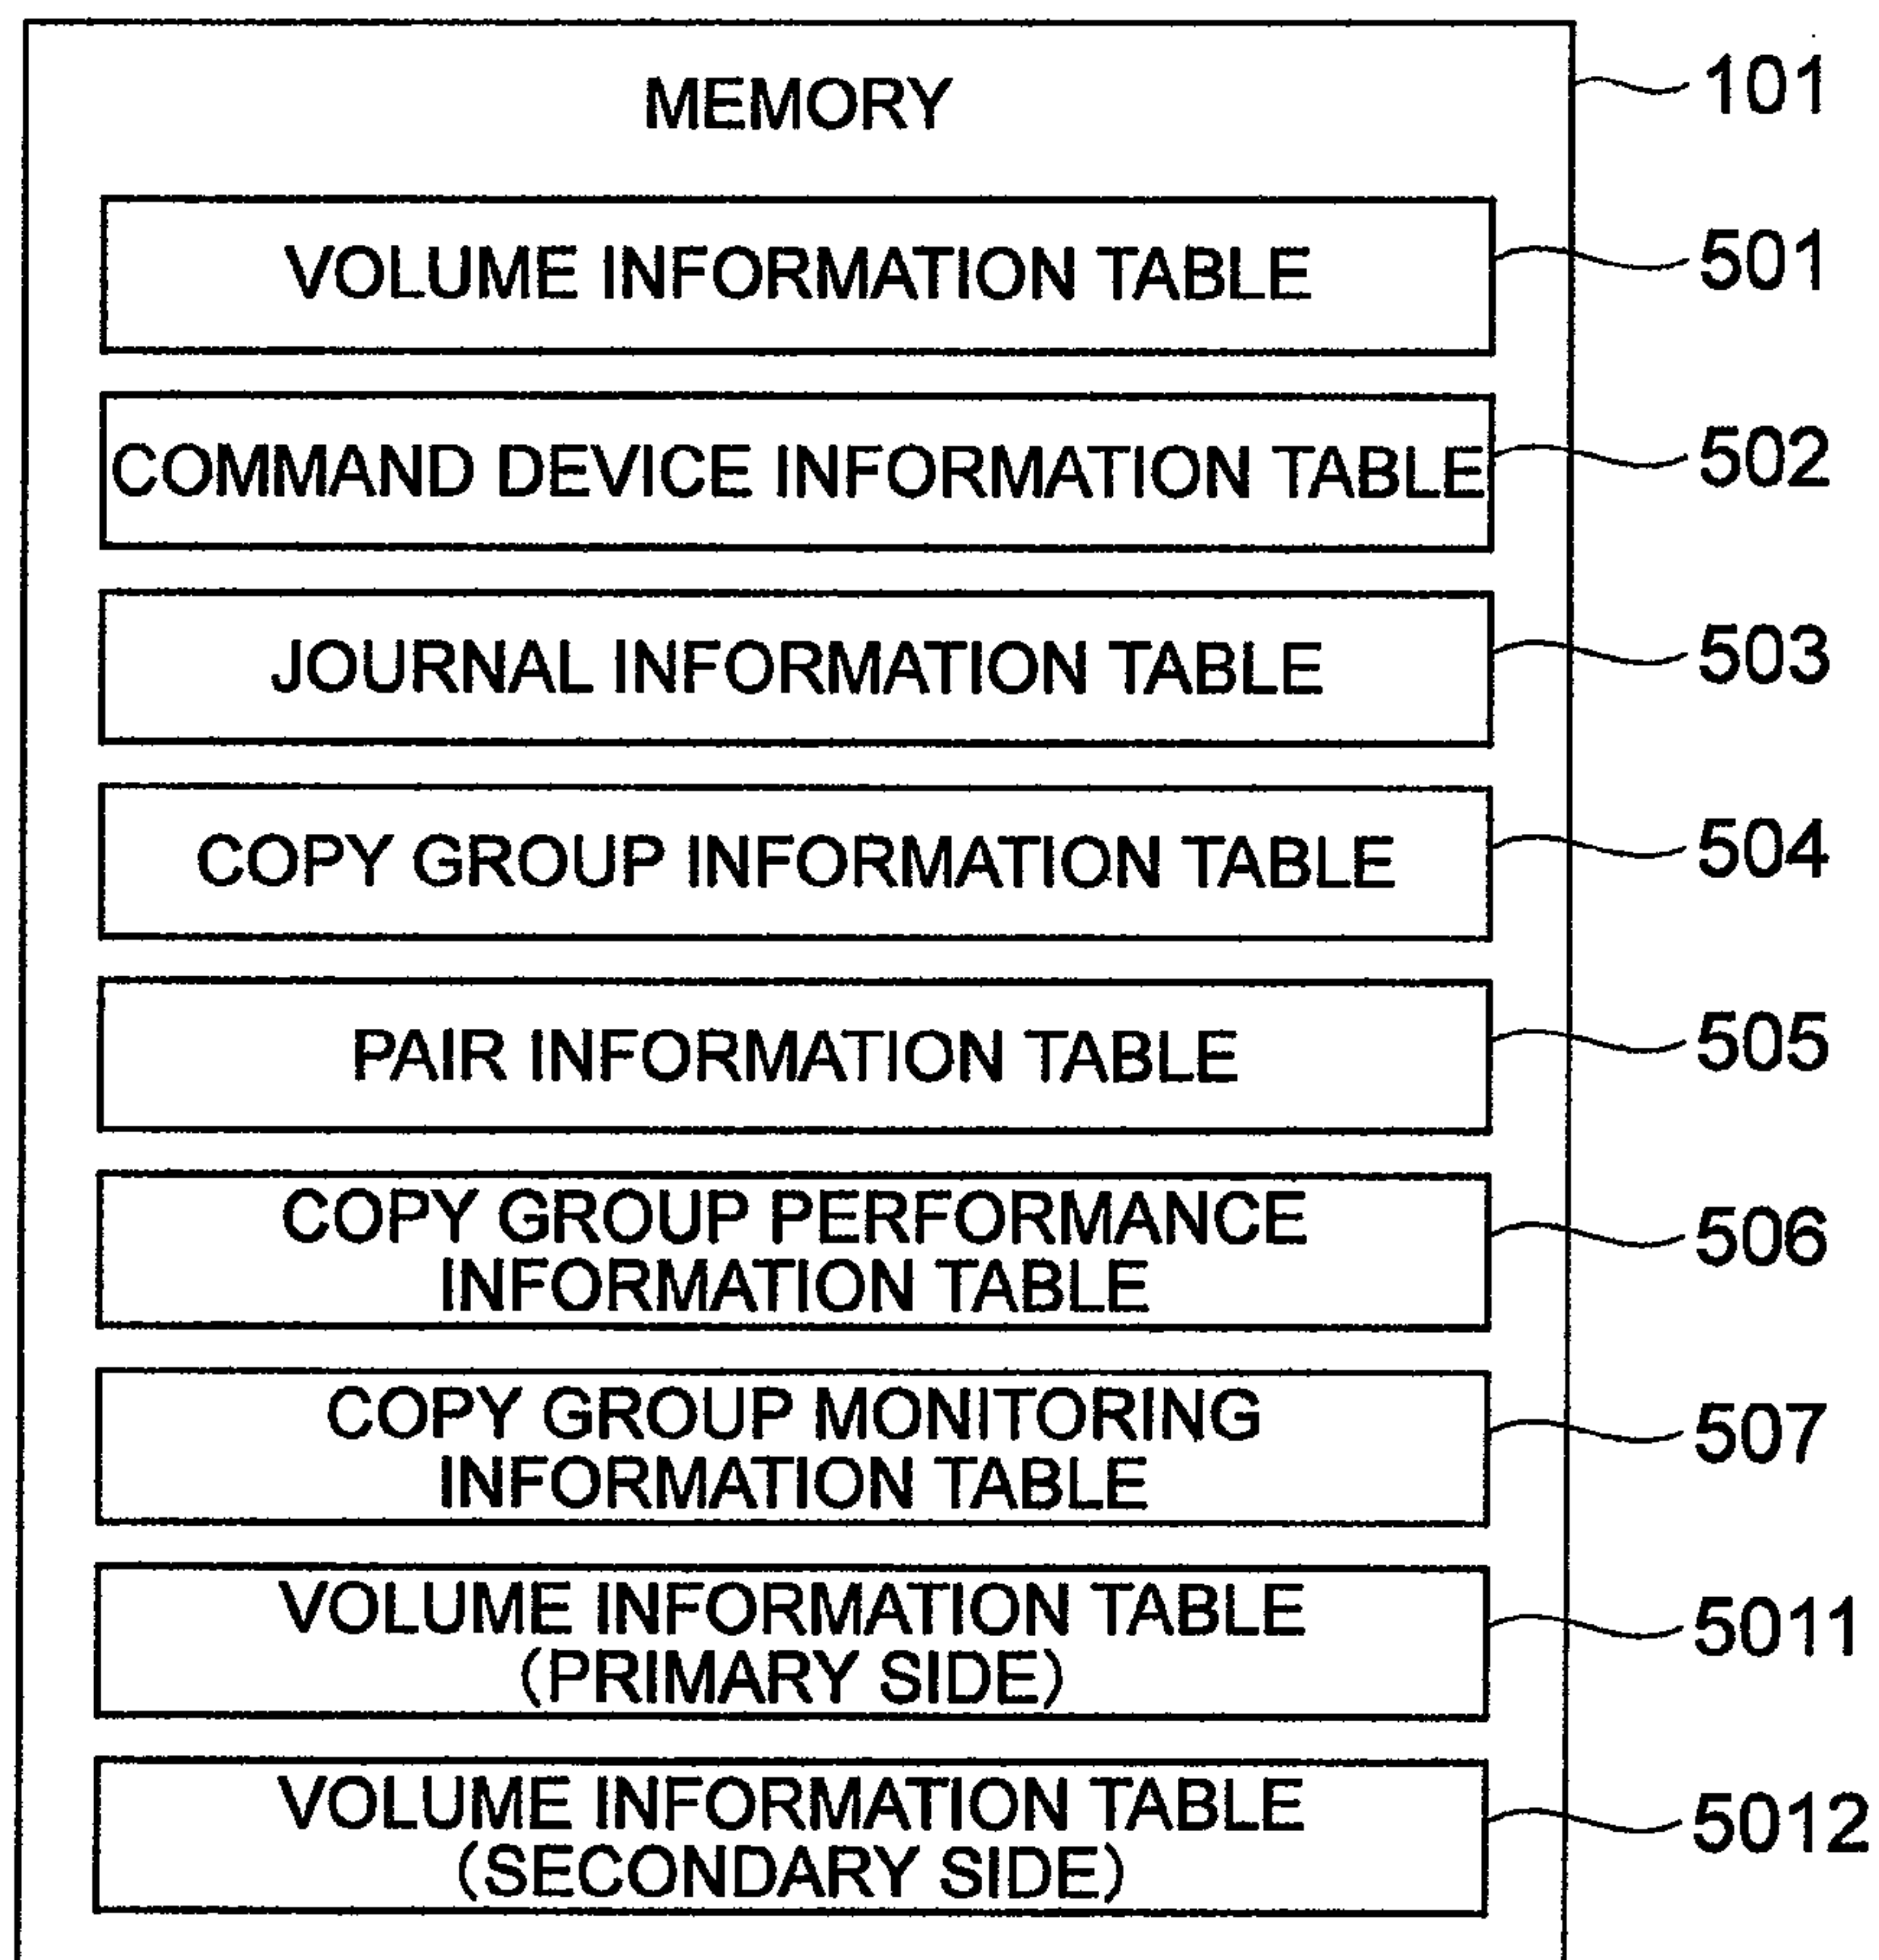 MEMORY
101
VOLUME INFORMATION TABLE
501
COMMAND DEVICE INFORMATION TABLE
502
JOURNAL INFORMATION TABLE
503
COPY GROUP INFORMATION TABLE
504
PAIR INFORMATION TABLE
505
COPY GROUP PERFORMANCE
INFORMATION TABLE
506
COPY GROUP MONITORING
INFORMATION TABLE
507
VOLUME INFORMATION TABLE
(PRIMARY SIDE)
5011
VOLUME INFORMATION TABLE
(SECONDARY SIDE)
5012